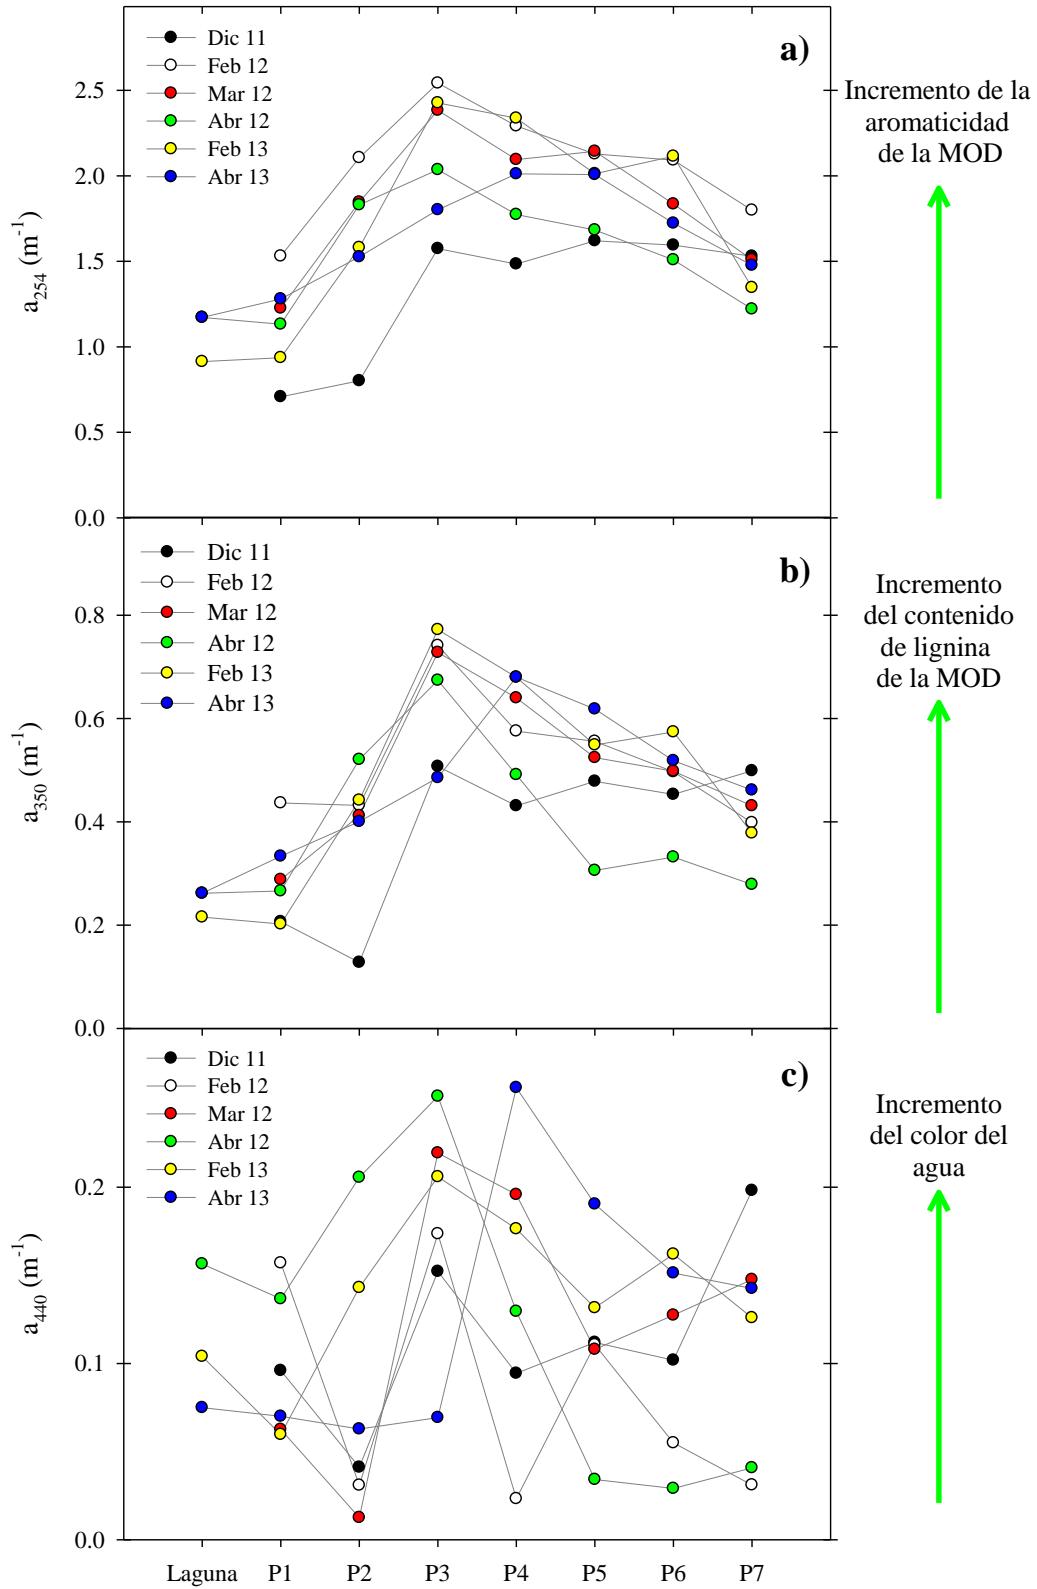 a)
Dic 11
Feb 12
Mar 12
Abr 12
Feb 13
Abr 13
2.5
2.0
1.5
1.0
0.5
0.0
a254 (m-1)
Incremento de la
aromaticidad
de la MOD
b)
Dic 11
Feb 12
Mar 12
Abr 12
Feb 13
Abr 13
0.8
0.6
0.4
0.2
0.0
a350 (m-1)
Incremento
del contenido
de lignina
de la MOD
c)
Dic 11
Feb 12
Mar 12
Abr 12
Feb 13
Abr 13
0.2
0.1
0.0
a440 (m-1)
Incremento
del color del
agua
Laguna P1 P2 P3 P4 P5 P6 P7